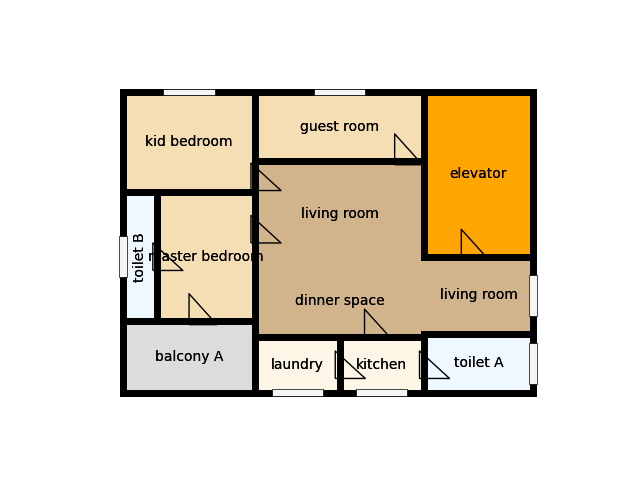 guest room
kid bedroom
elevator
living room
toilet B
master bedroom
living room
dinner space
balcony A
laundry
kitchen
toilet A